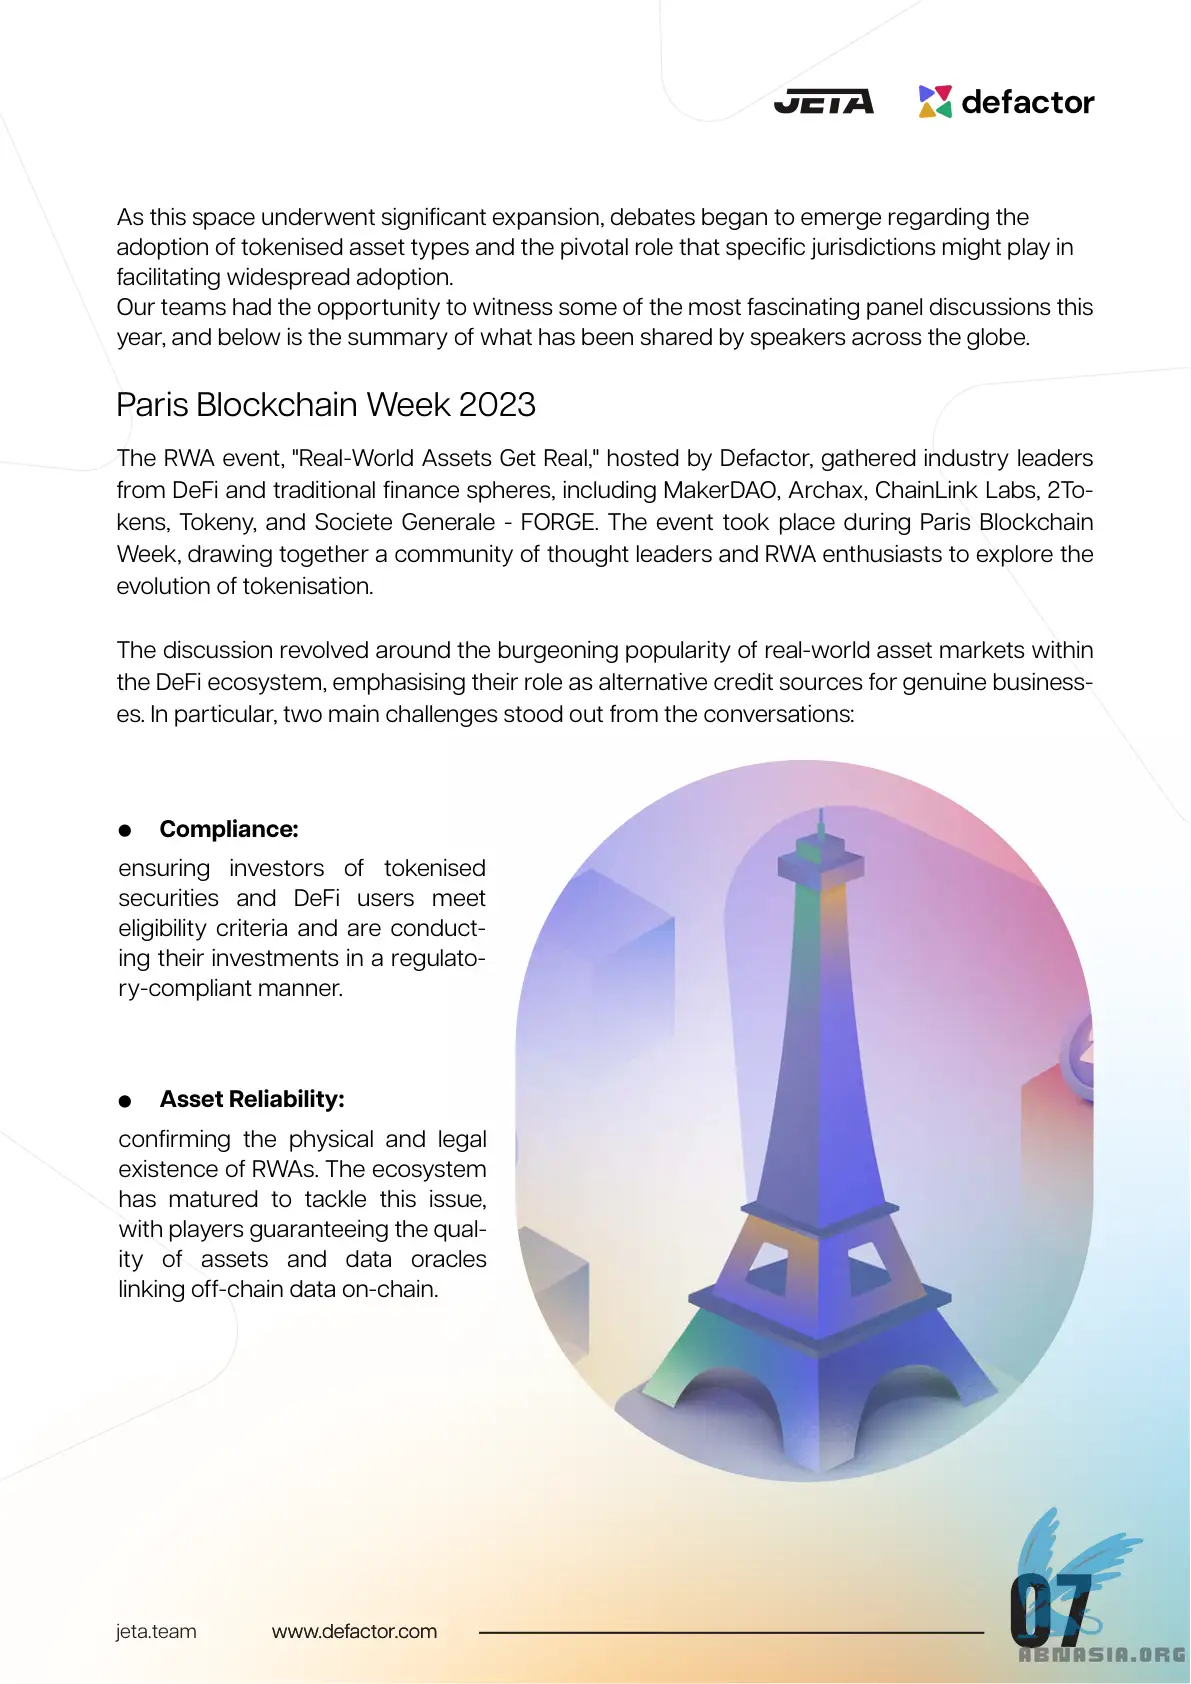 JETA defactor
As this space underwent significant expansion, debates began to emerge regarding the
adoption of tokenised asset types and the pivotal role that specific jurisdictions might play in
facilitating widespread adoption.
Our teams had the opportunity to witness some of the most fascinating panel discussions this
year, and below is the summary of what has been shared by speakers across the globe.
Paris Blockchain Week 2023
The RWA event, "Real-World Assets Get Real," hosted by Defactor, gathered industry leaders
from DeFi and traditional finance spheres, including MakerDAO, Archax, ChainLink Labs, 2To-
kens, Tokeny, and Societe Generale - FORGE. The event took place during Paris Blockchain
Week, drawing together a community of thought leaders and RWA enthusiasts to explore the
evolution of tokenisation.
The discussion revolved around the burgeoning popularity of real-world asset markets within
the DeFi ecosystem, emphasising their role as alternative credit sources for genuine business-
es. In particular, two main challenges stood out from the conversations:
● Compliance:
ensuring investors of tokenised
securities and DeFi users meet
eligibility criteria and are conduct-
ing their investments in a regulato-
ry-compliant manner.
● Asset Reliability:
confirming the physical and legal
existence of RWAs. The ecosystem
has matured to tackle this issue,
with players guaranteeing the qual-
ity of assets and data oracles
linking off-chain data on-chain.
jeta.team www.defactor.com 07
ABNASIA.ORG